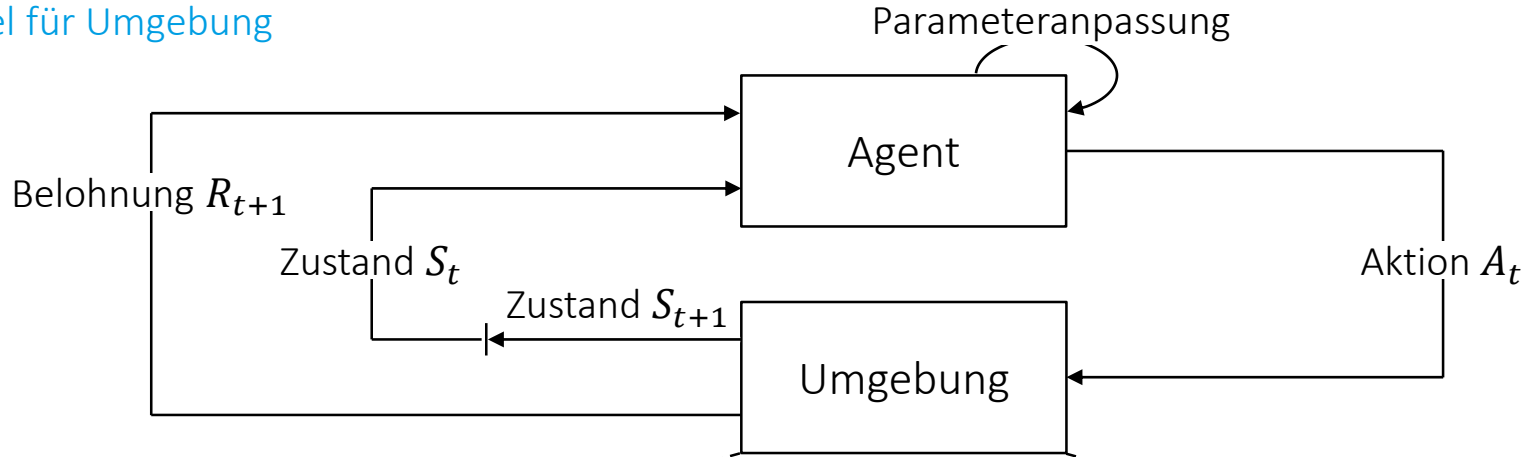 el für Umgebung
Parameteranpassung
Agent
Belohnung R_{t+1}
Zustand S_t
Aktion A_t
Zustand S_{t+1}
Umgebung